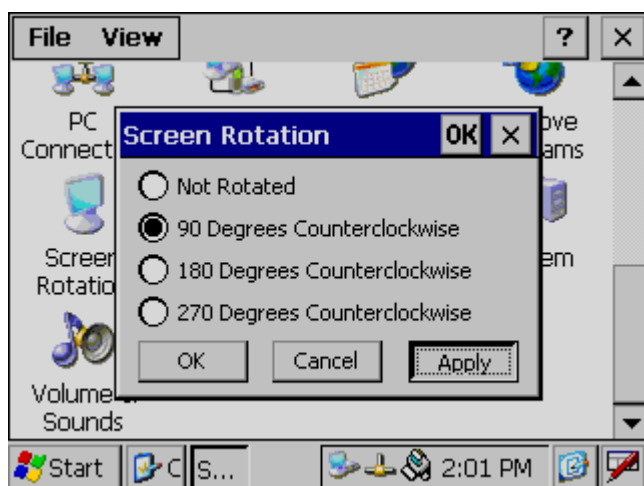 File View ?
PC
Connect
ove
ams
Screen Rotation OK
Not Rotated
90 Degrees Counterclockwise
180 Degrees Counterclockwise
270 Degrees Counterclockwise
OK Cancel Apply
Screen
Rotatio
em
Volume
Sounds
Start C S... 2:01 PM